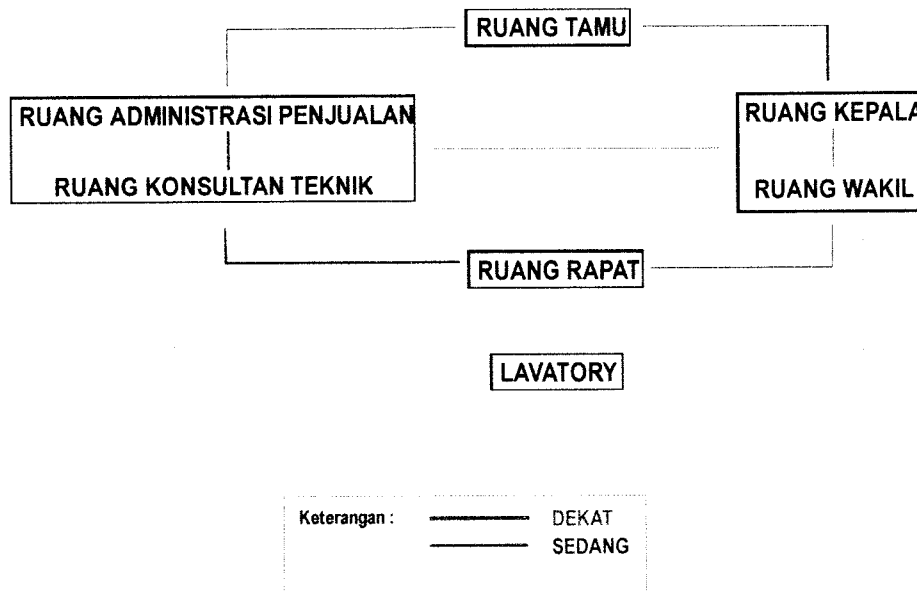 RUANG TAMU
RUANG ADMINISTRASI PENJUALAN
RUANG KEPALA
RUANG KONSULTAN TEKNIK
RUANG WAKIL
RUANG RAPAT
LAVATORY
Keterangan :
DEKAT
SEDANG